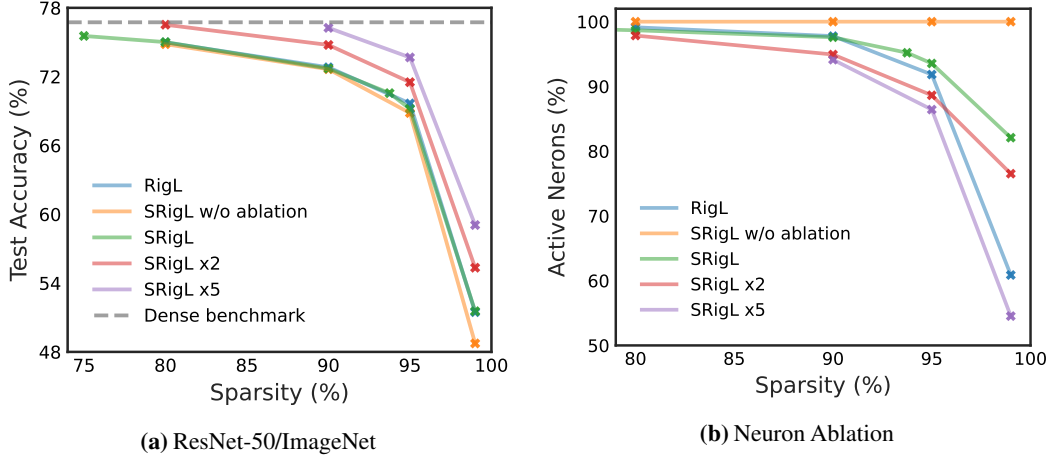 78
72
66
60
54
48
Test Accuracy (%)
RigL
SRigL w/o ablation
SRigL
SRigL x2
SRigL x5
Dense benchmark
75 80 85 90 95 100
Sparsity (%)
(a) ResNet-50/ImageNet
100
90
80
70
60
50
Active Nerons (%)
RigL
SRigL w/o ablation
SRigL
SRigL x2
SRigL x5
80 85 90 95 100
Sparsity (%)
(b) Neuron Ablation